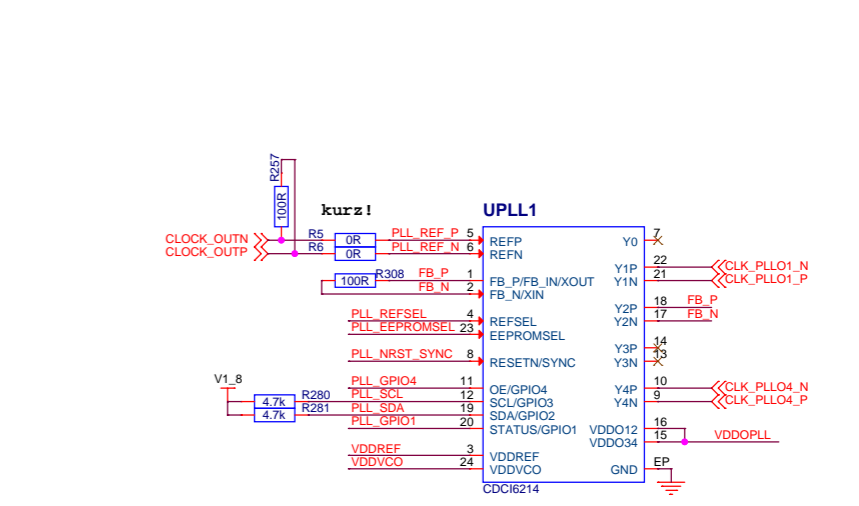 R257
100R
kurz!
UPLL1
CLOCK_OUTN R5 0R PLL_REF_P 5 REFP Y0 7
CLOCK_OUTP R6 0R PLL_REF_N 6 REFN
Y1P 22 CLK_PLLO1_N
100R R308 FB_P 1 FB_P/FB_IN/XOUT Y1N 21 CLK_PLLO1_P
FB_N 2 FB_N/XIN
Y2P 18 FB_P
PLL_REFSEL 4 REFSEL Y2N 17 FB_N
PLL_EEPROMSEL 23 EEPROMSEL
Y3P 14
PLL_NRST_SYNC 8 RESETN/SYNC Y3N 13
V1_8
PLL_GPIO4 11 OE/GPIO4 Y4P 10 CLK_PLLO4_N
4.7k R280 PLL_SCL 12 SCL/GPIO3 Y4N 9 CLK_PLLO4_P
4.7k R281 PLL_SDA 19 SDA/GPIO2
PLL_GPIO1 20 STATUS/GPIO1 VDDO12 16
VDDO34 15 VDDOPLL
VDDREF 3 VDDREF
VDDVCO 24 VDDVCO GND EP
CDCI6214